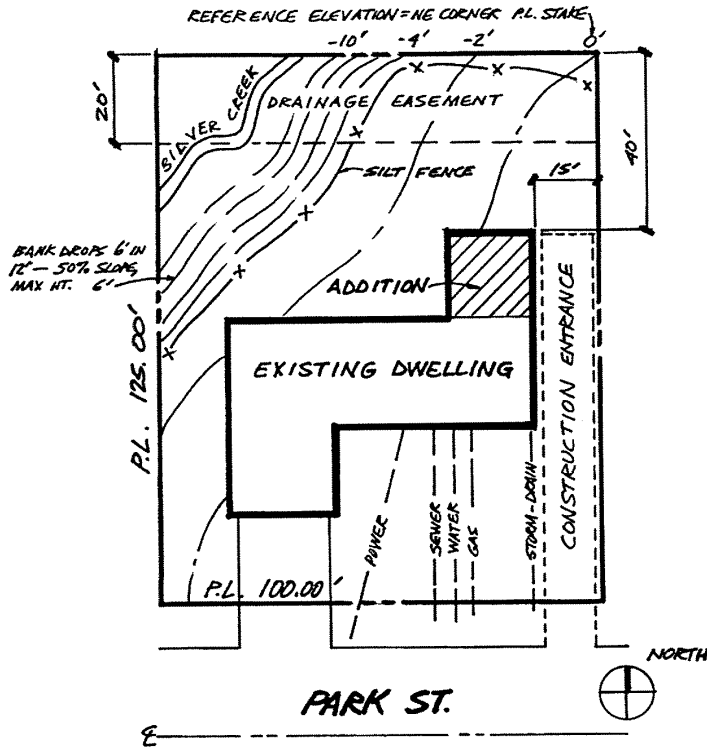 REFERENCE ELEVATION = NE CORNER P.L. STAKE
-10' -4' -2' 0'
20'
SILVER CREEK
DRAINAGE EASEMENT
40'
SILT FENCE
15'
BANK DROPS 6' IN
12' — 50% SLOPE,
MAX HT. 6'
ADDITION
EXISTING DWELLING
CONSTRUCTION ENTRANCE
P.L. 125.00'
POWER
SEWER
WATER
GAS
STORM-DRAIN
P.L. 100.00'
NORTH
PARK ST.
℄